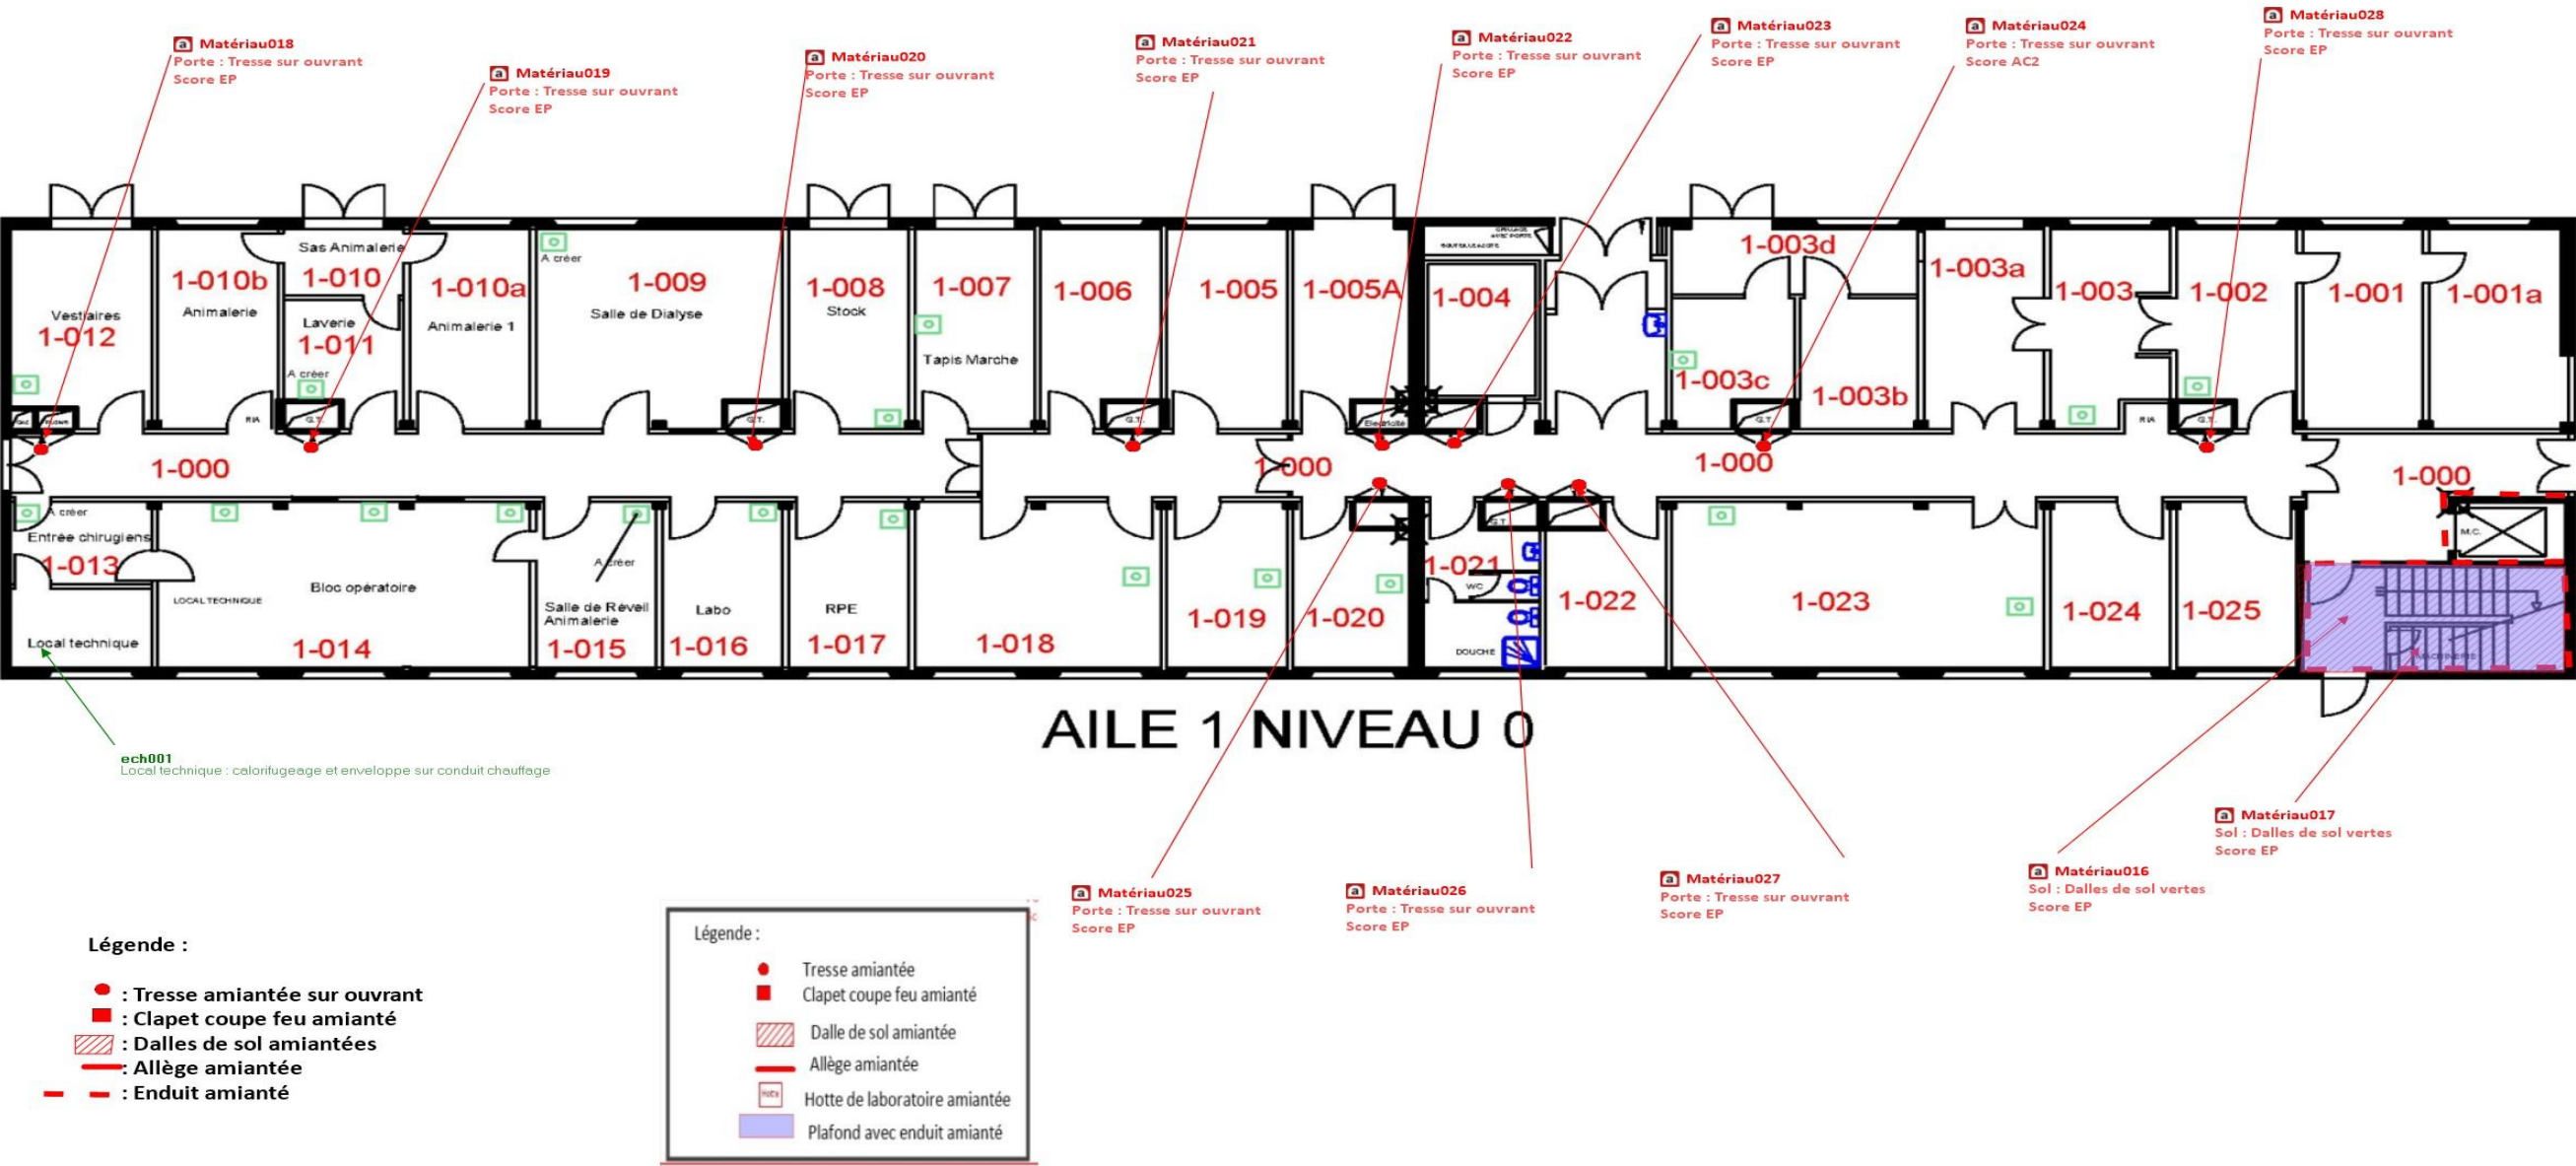 Matériau018
Porte : Tresse sur ouvrant
Score EP
Matériau019
Porte : Tresse sur ouvrant
Score EP
Matériau020
Porte : Tresse sur ouvrant
Score EP
Matériau021
Porte : Tresse sur ouvrant
Score EP
Matériau022
Porte : Tresse sur ouvrant
Score EP
Matériau023
Porte : Tresse sur ouvrant
Score EP
Matériau024
Porte : Tresse sur ouvrant
Score AC2
Matériau028
Porte : Tresse sur ouvrant
Score EP
Vestiaires
1-012
1-010b
Animalerie
Sas Animalerie
1-010
Laverie
1-011
A créer
1-010a
Animalerie 1
A créer
1-009
Salle de Dialyse
1-008
Stock
1-007
Tapis Marche
1-006
1-005
1-005A
1-004
1-003d
1-003c
1-003b
1-003a
1-003
1-002
1-001
1-001a
RIA
G.T.
G.T.
G.T.
Electricité
G.T.
RIA
G.T.
1-000
1-000
1-000
1-000
A créer
Entrée chirugiens
1-013
Local technique
LOCAL TECHNIQUE
Bloc opératoire
1-014
A créer
Salle de Réveil
Animalerie
1-015
Labo
1-016
RPE
1-017
1-018
1-019
1-020
G.T.
1-021
WC
DOUCHE
1-022
1-023
1-024
1-025
M.C.
AILE 1 NIVEAU 0
ech001
Local technique : calorifugeage et enveloppe sur conduit chauffage
Matériau025
Porte : Tresse sur ouvrant
Score EP
Matériau026
Porte : Tresse sur ouvrant
Score EP
Matériau027
Porte : Tresse sur ouvrant
Score EP
Matériau016
Sol : Dalles de sol vertes
Score EP
Matériau017
Sol : Dalles de sol vertes
Score EP
Légende :
: Tresse amiantée sur ouvrant
: Clapet coupe feu amianté
: Dalles de sol amiantées
: Allège amiantée
: Enduit amianté
Légende :
Tresse amiantée
Clapet coupe feu amianté
Dalle de sol amiantée
Allège amiantée
Hotte
Hotte de laboratoire amiantée
Plafond avec enduit amianté